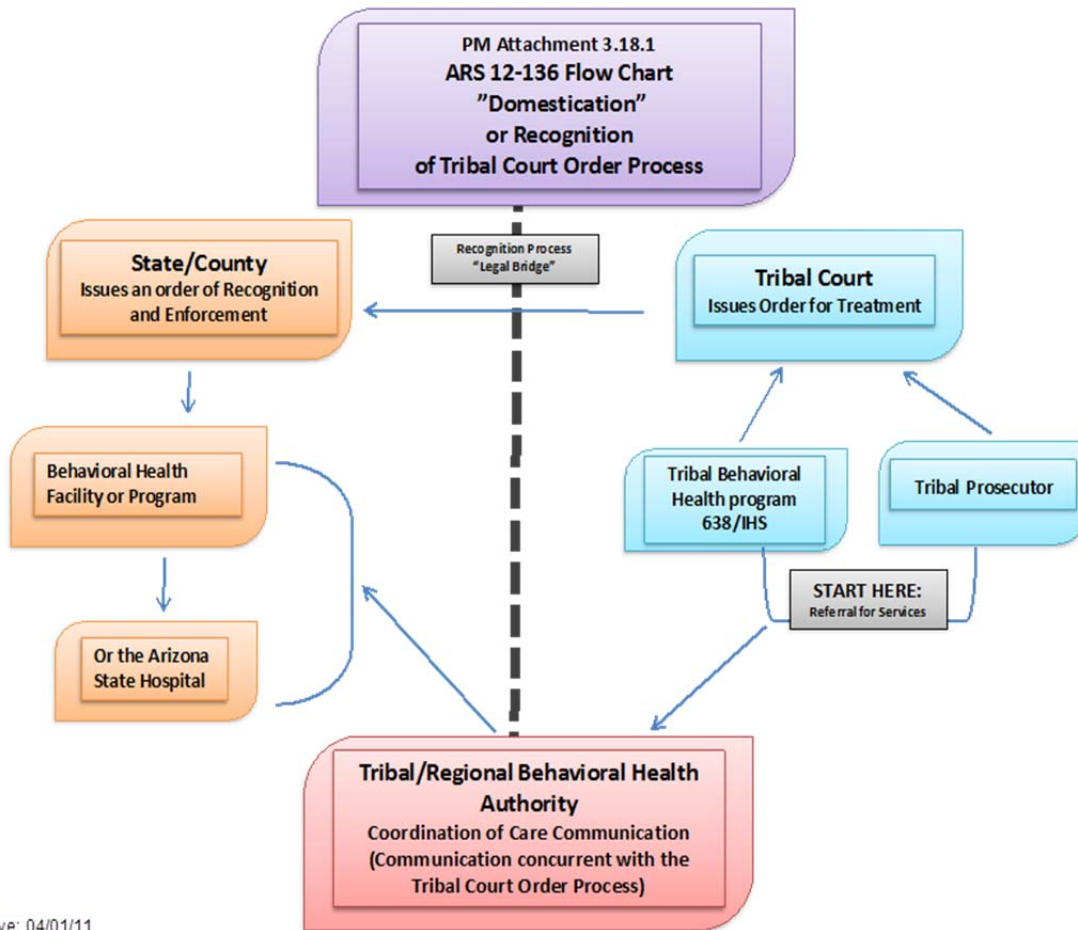 PM Attachment 3.18.1
ARS 12-136 Flow Chart
”Domestication”
or Recognition
of Tribal Court Order Process
Recognition Process
“Legal Bridge”
State/County
Issues an order of Recognition
and Enforcement
Tribal Court
Issues Order for Treatment
Behavioral Health
Facility or Program
Tribal Behavioral
Health program
638/IHS
Tribal Prosecutor
START HERE:
Referral for Services
Or the Arizona
State Hospital
Tribal/Regional Behavioral Health
Authority
Coordination of Care Communication
(Communication concurrent with the
Tribal Court Order Process)
04/01/11